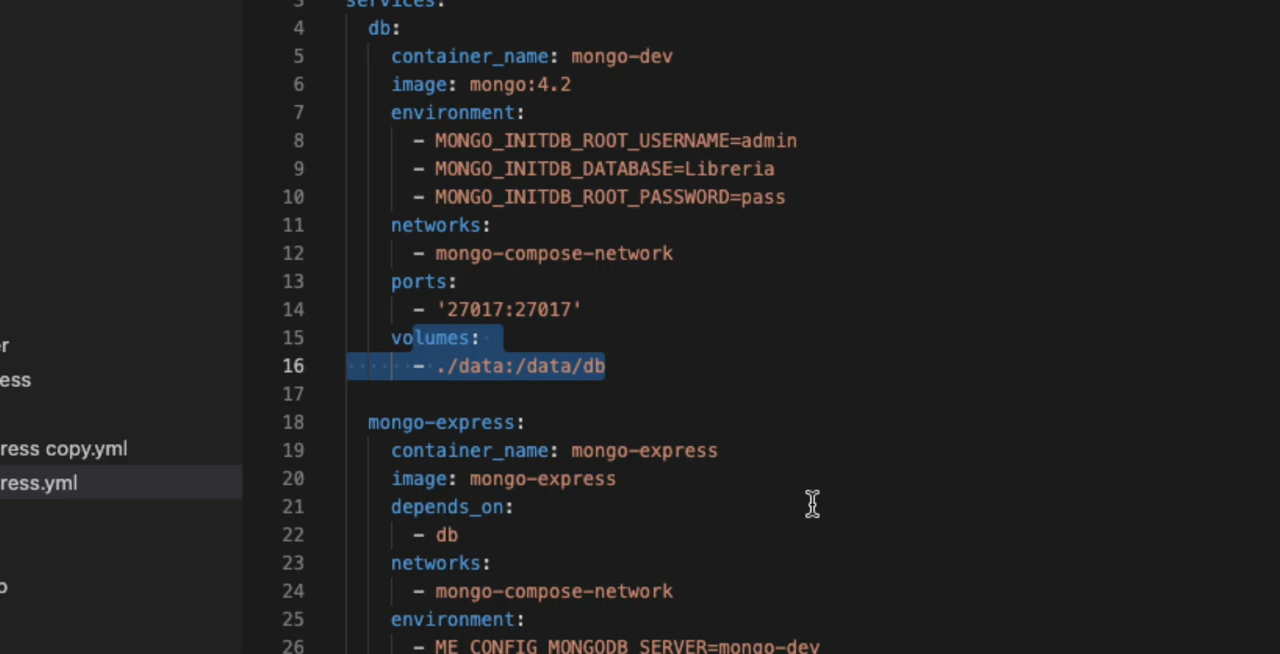 3 services:
4 db:
5 container_name: mongo-dev
6 image: mongo:4.2
7 environment:
8 - MONGO_INITDB_ROOT_USERNAME=admin
9 - MONGO_INITDB_DATABASE=Libreria
10 - MONGO_INITDB_ROOT_PASSWORD=pass
11 networks:
12 - mongo-compose-network
13 ports:
14 - '27017:27017'
15 volumes:
16 - ./data:/data/db
17
18 mongo-express:
19 container_name: mongo-express
20 image: mongo-express
21 depends_on:
22 - db
23 networks:
24 - mongo-compose-network
25 environment:
26 - ME_CONFIG_MONGODB_SERVER=mongo-dev
er
ess
ress copy.yml
ress.yml